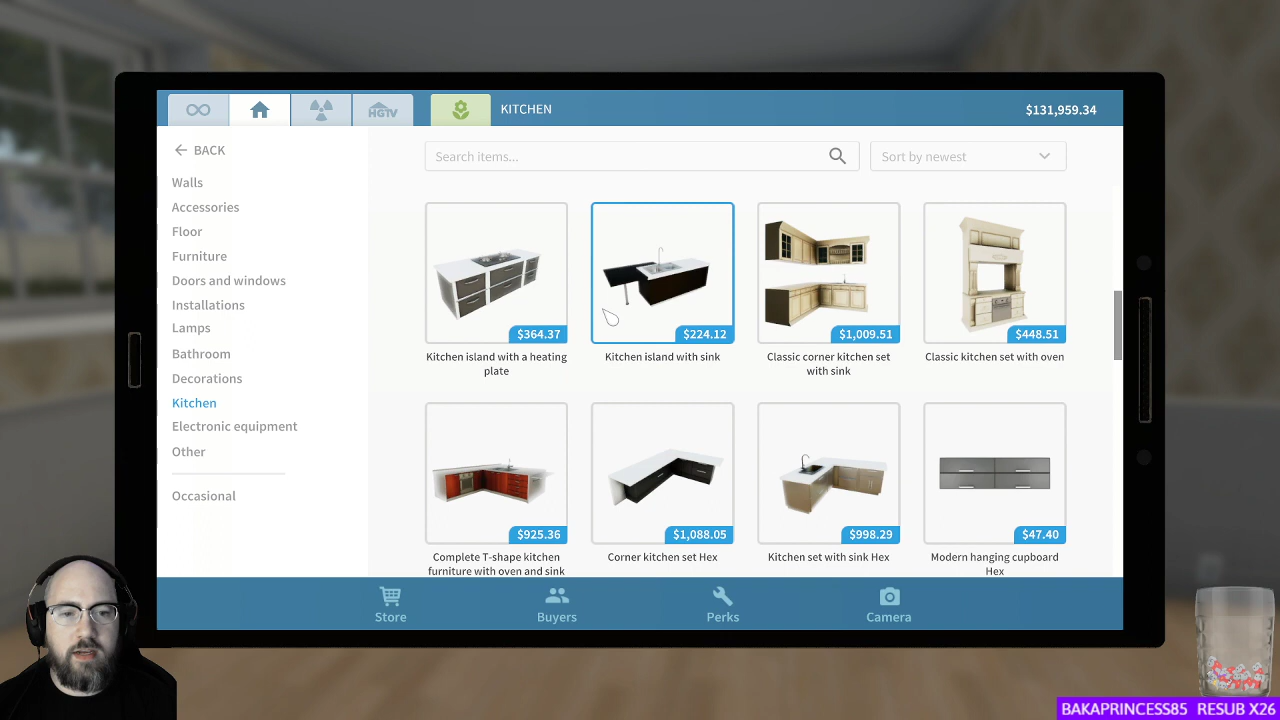 HGTV
KITCHEN
$131,959.34
BACK
Search items...
Sort by newest
Walls
Accessories
Floor
Furniture
Doors and windows
Installations
Lamps
Bathroom
Decorations
Kitchen
Electronic equipment
Other
Occasional
$364.37
$224.12
$1,009.51
$448.51
Kitchen island with a heating
plate
Kitchen island with sink
Classic corner kitchen set
with sink
Classic kitchen set with oven
$925.36
$1,088.05
$998.29
$47.40
Complete T-shape kitchen
furniture with oven and sink
Corner kitchen set Hex
Kitchen set with sink Hex
Modern hanging cupboard
Hex
Store
Buyers
Perks
Camera
BAKAPRINCESS85 RESUB X26